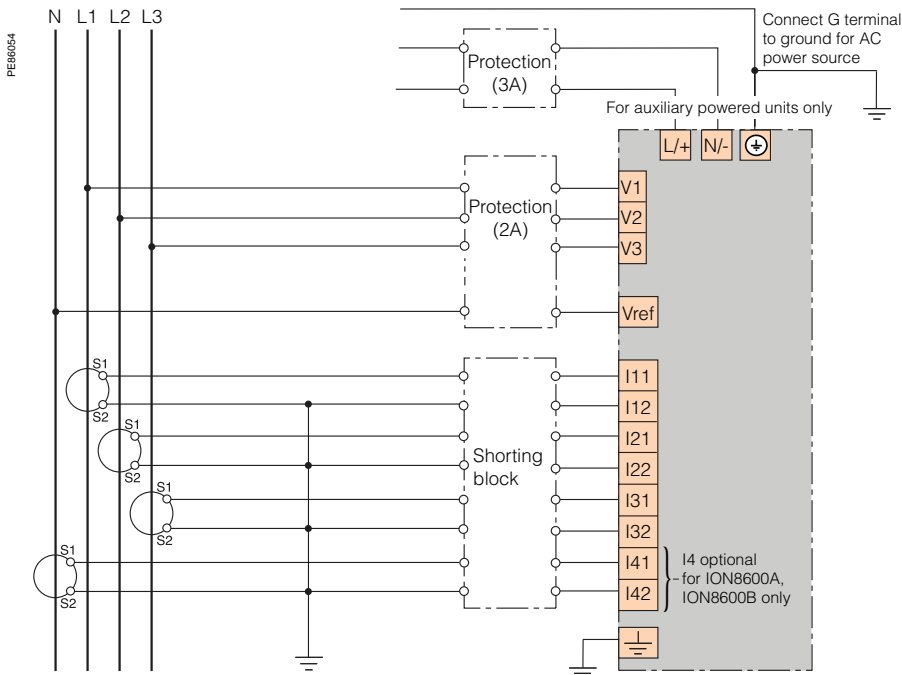 N L1 L2 L3
PE86054
Connect G terminal
to ground for AC
power source
Protection
(3A)
For auxiliary powered units only
L/+ N/-
V1
Protection
(2A)
V2
V3
Vref
S1
S2
I11
I12
S1
S2
I21
Shorting
block
I22
S1
S2
I31
I32
S1
S2
I41
I42
I4 optional
for ION8600A,
ION8600B only